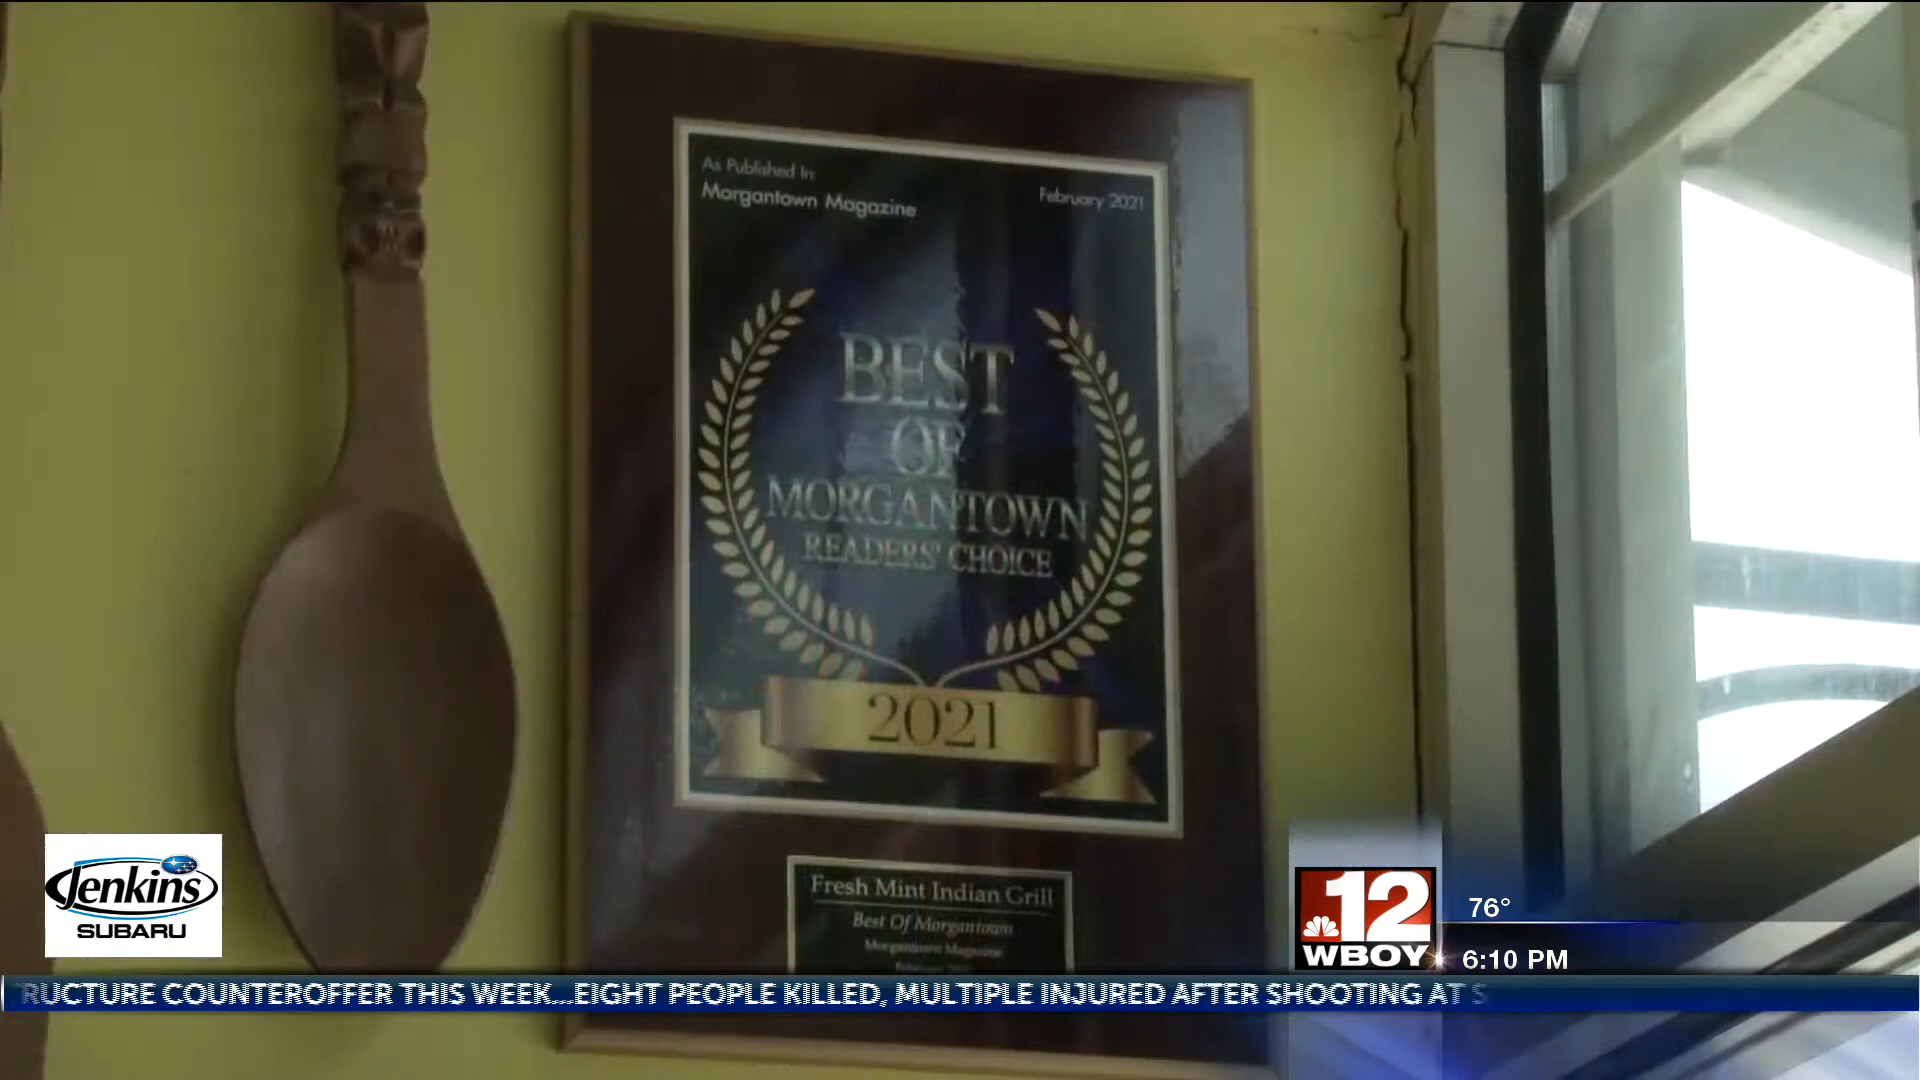 As Published In
Morgantown Magazine
February 2021
BEST
OF
MORGANTOWN
READERS' CHOICE
2021
Fresh Mint Indian Grill
Best Of Morgantown
Morgantown Magazine
February 2021
Jenkins
SUBARU
12
WBOY
76°
6:10 PM
RUCTURE COUNTEROFFER THIS WEEK...EIGHT PEOPLE KILLED, MULTIPLE INJURED AFTER SHOOTING AT S